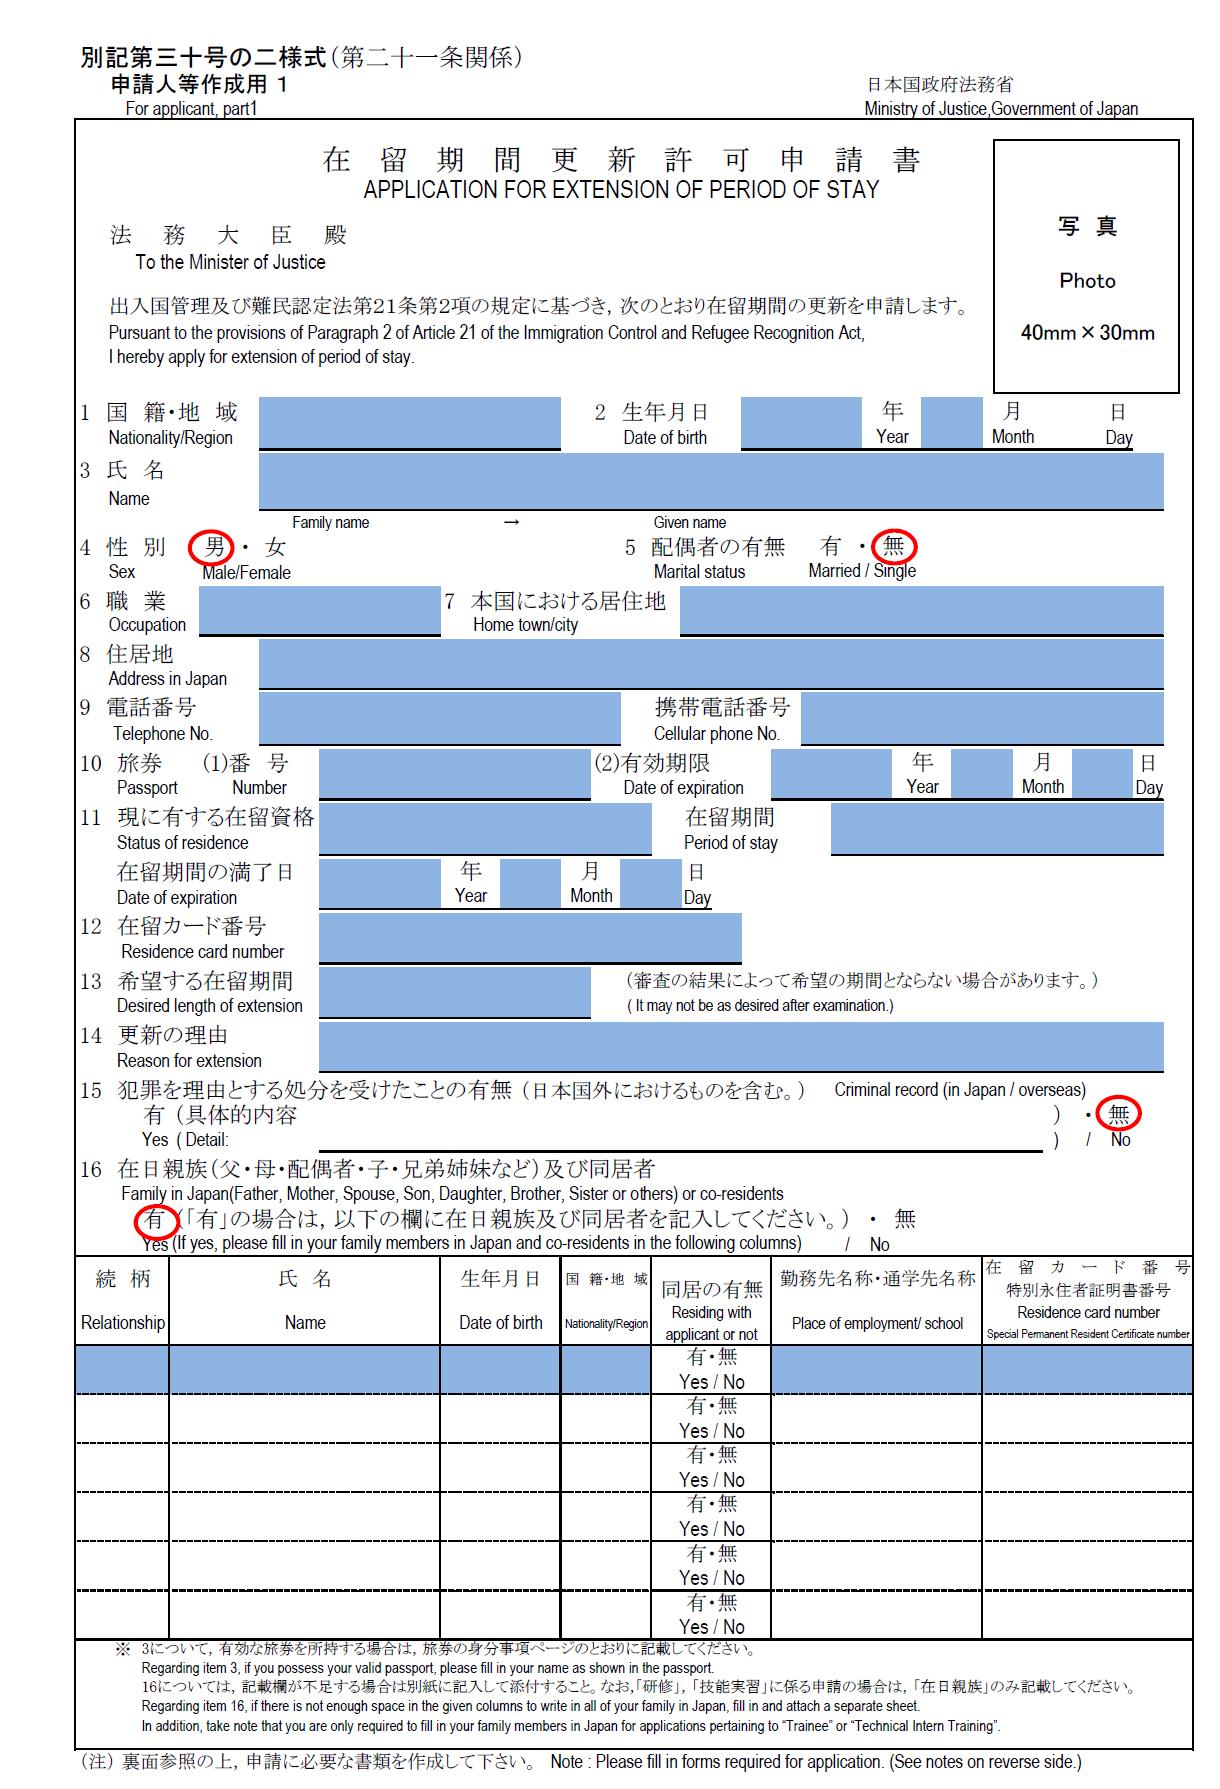 別記第三十号の二様式（第二十一条関係）
申請人等作成用 1
For applicant, part1
日本国政府法務省
Ministry of Justice,Government of Japan
在 留 期 間 更 新 許 可 申 請 書
APPLICATION FOR EXTENSION OF PERIOD OF STAY
写 真
Photo
40mm×30mm
法 務 大 臣 殿
To the Minister of Justice
出入国管理及び難民認定法第21条第2項の規定に基づき，次のとおり在留期間の更新を申請します。
Pursuant to the provisions of Paragraph 2 of Article 21 of the Immigration Control and Refugee Recognition Act,
I hereby apply for extension of period of stay.
1 国 籍・地 域 2 生年月日 年 月 日
Nationality/Region Date of birth Year Month Day
3 氏 名
Name
Family name → Given name
4 性 別 男 ・ 女 5 配偶者の有無 有 ・ 無
Sex Male/Female Marital status Married / Single
6 職 業 7 本国における居住地
Occupation Home town/city
8 住居地
Address in Japan
9 電話番号 携帯電話番号
Telephone No. Cellular phone No.
10 旅券 (1)番 号 (2)有効期限 年 月 日
Passport Number Date of expiration Year Month Day
11 現に有する在留資格 在留期間
Status of residence Period of stay
在留期間の満了日 年 月 日
Date of expiration Year Month Day
12 在留カード番号
Residence card number
13 希望する在留期間 （審査の結果によって希望の期間とならない場合があります。）
Desired length of extension ( It may not be as desired after examination.)
14 更新の理由
Reason for extension
15 犯罪を理由とする処分を受けたことの有無（日本国外におけるものを含む。） Criminal record (in Japan / overseas)
有（具体的内容 ） ・ 無
Yes ( Detail: ) / No
16 在日親族（父・母・配偶者・子・兄弟姉妹など）及び同居者
Family in Japan(Father, Mother, Spouse, Son, Daughter, Brother, Sister or others) or co-residents
有（「有」の場合は，以下の欄に在日親族及び同居者を記入してください。） ・ 無
Yes (If yes, please fill in your family members in Japan and co-residents in the following columns) / No
続 柄 氏 名 生年月日 国 籍・地 域 同居の有無 勤務先名称・通学先名称 在 留 カ ー ド 番 号
特別永住者証明書番号
Relationship Name Date of birth Nationality/Region Residing with applicant or not Place of employment/ school Residence card number
Special Permanent Resident Certificate number
有・無
Yes / No
有・無
Yes / No
有・無
Yes / No
有・無
Yes / No
有・無
Yes / No
有・無
Yes / No
※ 3について，有効な旅券を所持する場合は，旅券の身分事項ページのとおりに記載してください。
Regarding item 3, if you possess your valid passport, please fill in your name as shown in the passport.
16については，記載欄が不足する場合は別紙に記入して添付すること。なお，「研修」，「技能実習」に係る申請の場合は，「在日親族」のみ記載してください。
Regarding item 16, if there is not enough space in the given columns to write in all of your family in Japan, fill in and attach a separate sheet.
In addition, take note that you are only required to fill in your family members in Japan for applications pertaining to “Trainee” or “Technical Intern Training”.
（注）裏面参照の上，申請に必要な書類を作成して下さい。 Note : Please fill in forms required for application. (See notes on reverse side.)